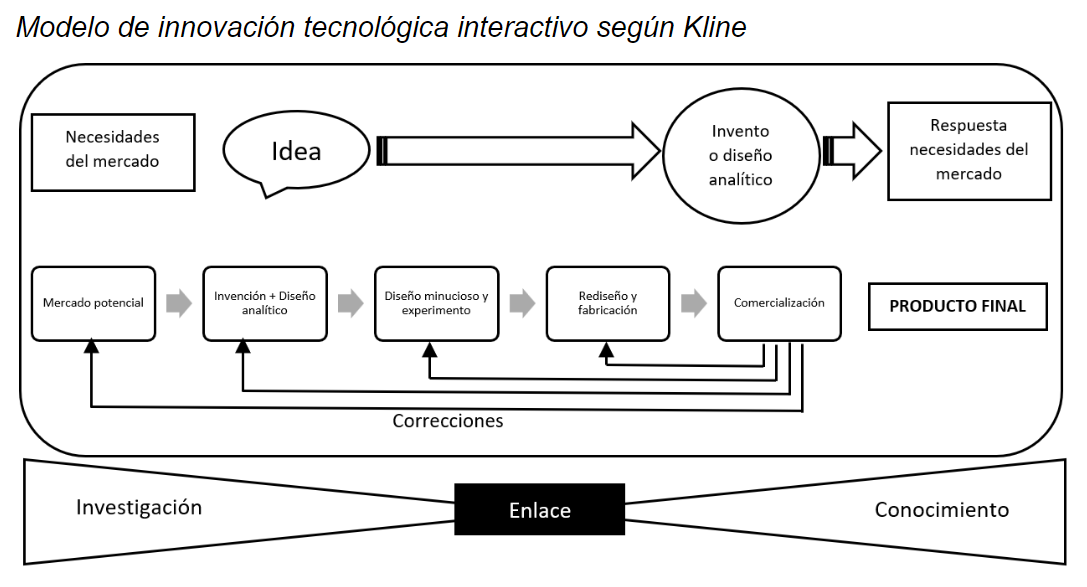 Modelo de innovación tecnológica interactivo según Kline
Necesidades
del mercado
Idea
Invento
o diseño
analítico
Respuesta
necesidades del
mercado
Mercado potencial
Invención + Diseño
analítico
Diseño minucioso y
experimento
Rediseño y
fabricación
Comercialización
PRODUCTO FINAL
Correcciones
Investigación
Enlace
Conocimiento